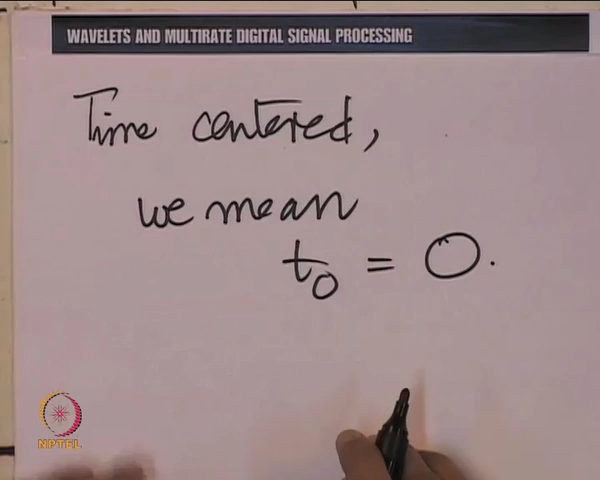 WAVELETS AND MULTIRATE DIGITAL SIGNAL PROCESSING
Time centered,
we mean
t₀ = 0.
NPTEL